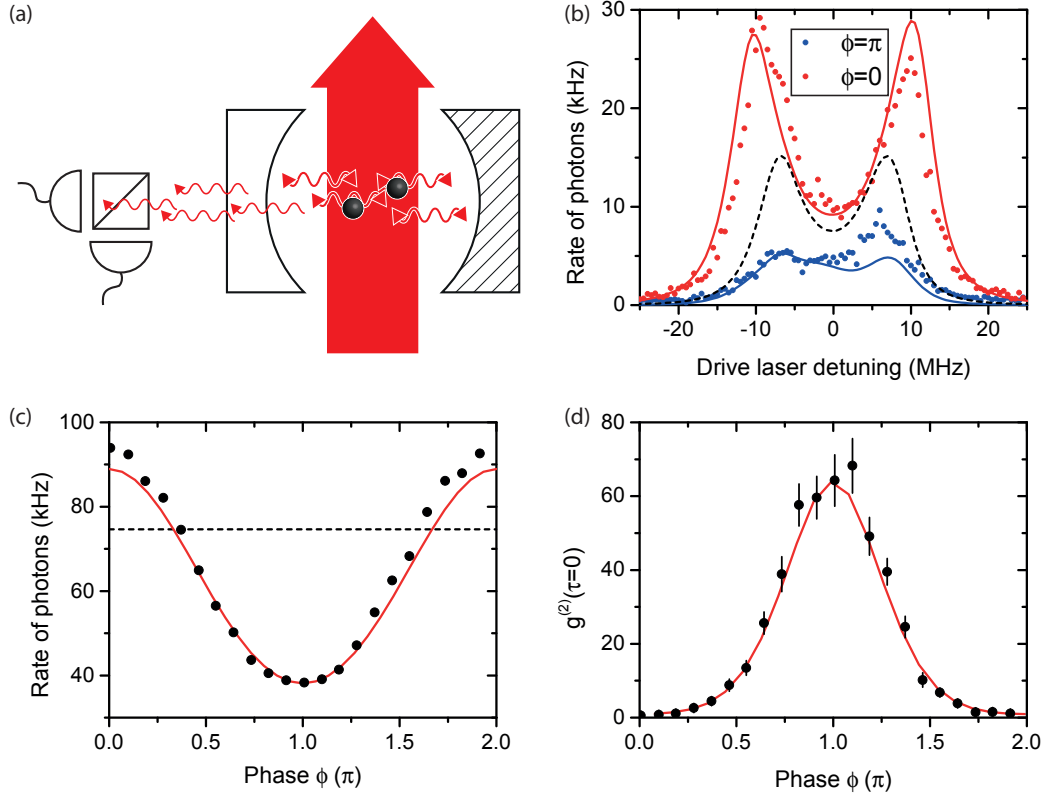 (a)
(b)
Rate of photons (kHz)
30
20
10
0
ϕ=π
ϕ=0
-20
-10
0
10
20
Drive laser detuning (MHz)
(c)
Rate of photons (kHz)
100
80
60
40
0.0
0.5
1.0
1.5
2.0
Phase ϕ (π)
(d)
g(2)(τ=0)
80
60
40
20
0
0.0
0.5
1.0
1.5
2.0
Phase ϕ (π)